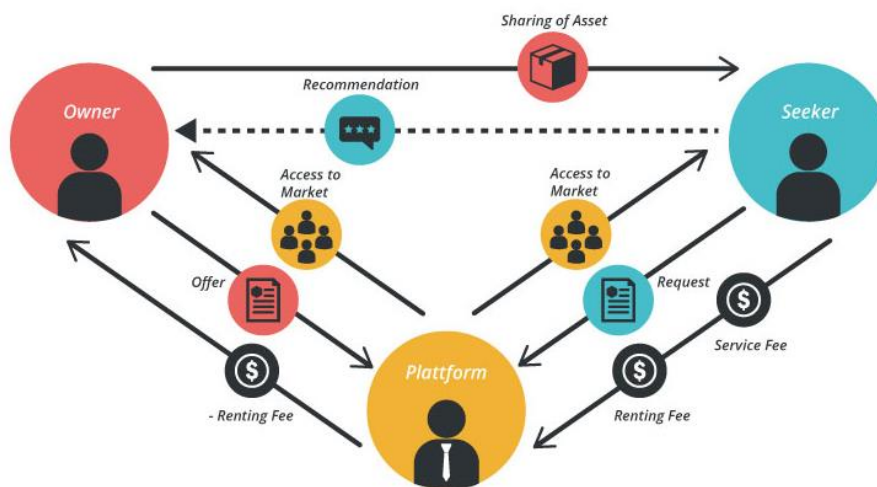 Sharing of Asset
Recommendation
Owner
Seeker
Access to
Market
Access to
Market
Offer
Request
$
Service Fee
Plattform
$
- Renting Fee
$
Renting Fee